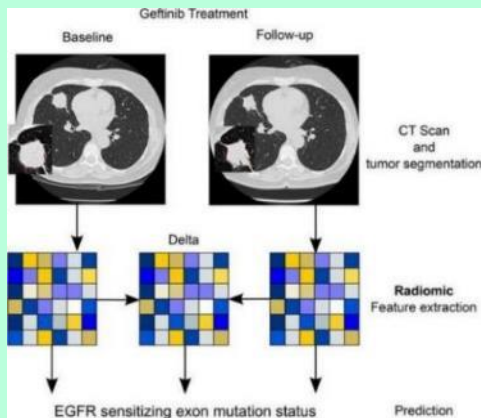 Geftinib Treatment
Baseline
Follow-up
CT Scan
and
tumor segmentation
Delta
Radiomic
Feature extraction
EGFR sensitizing exon mutation status
Prediction